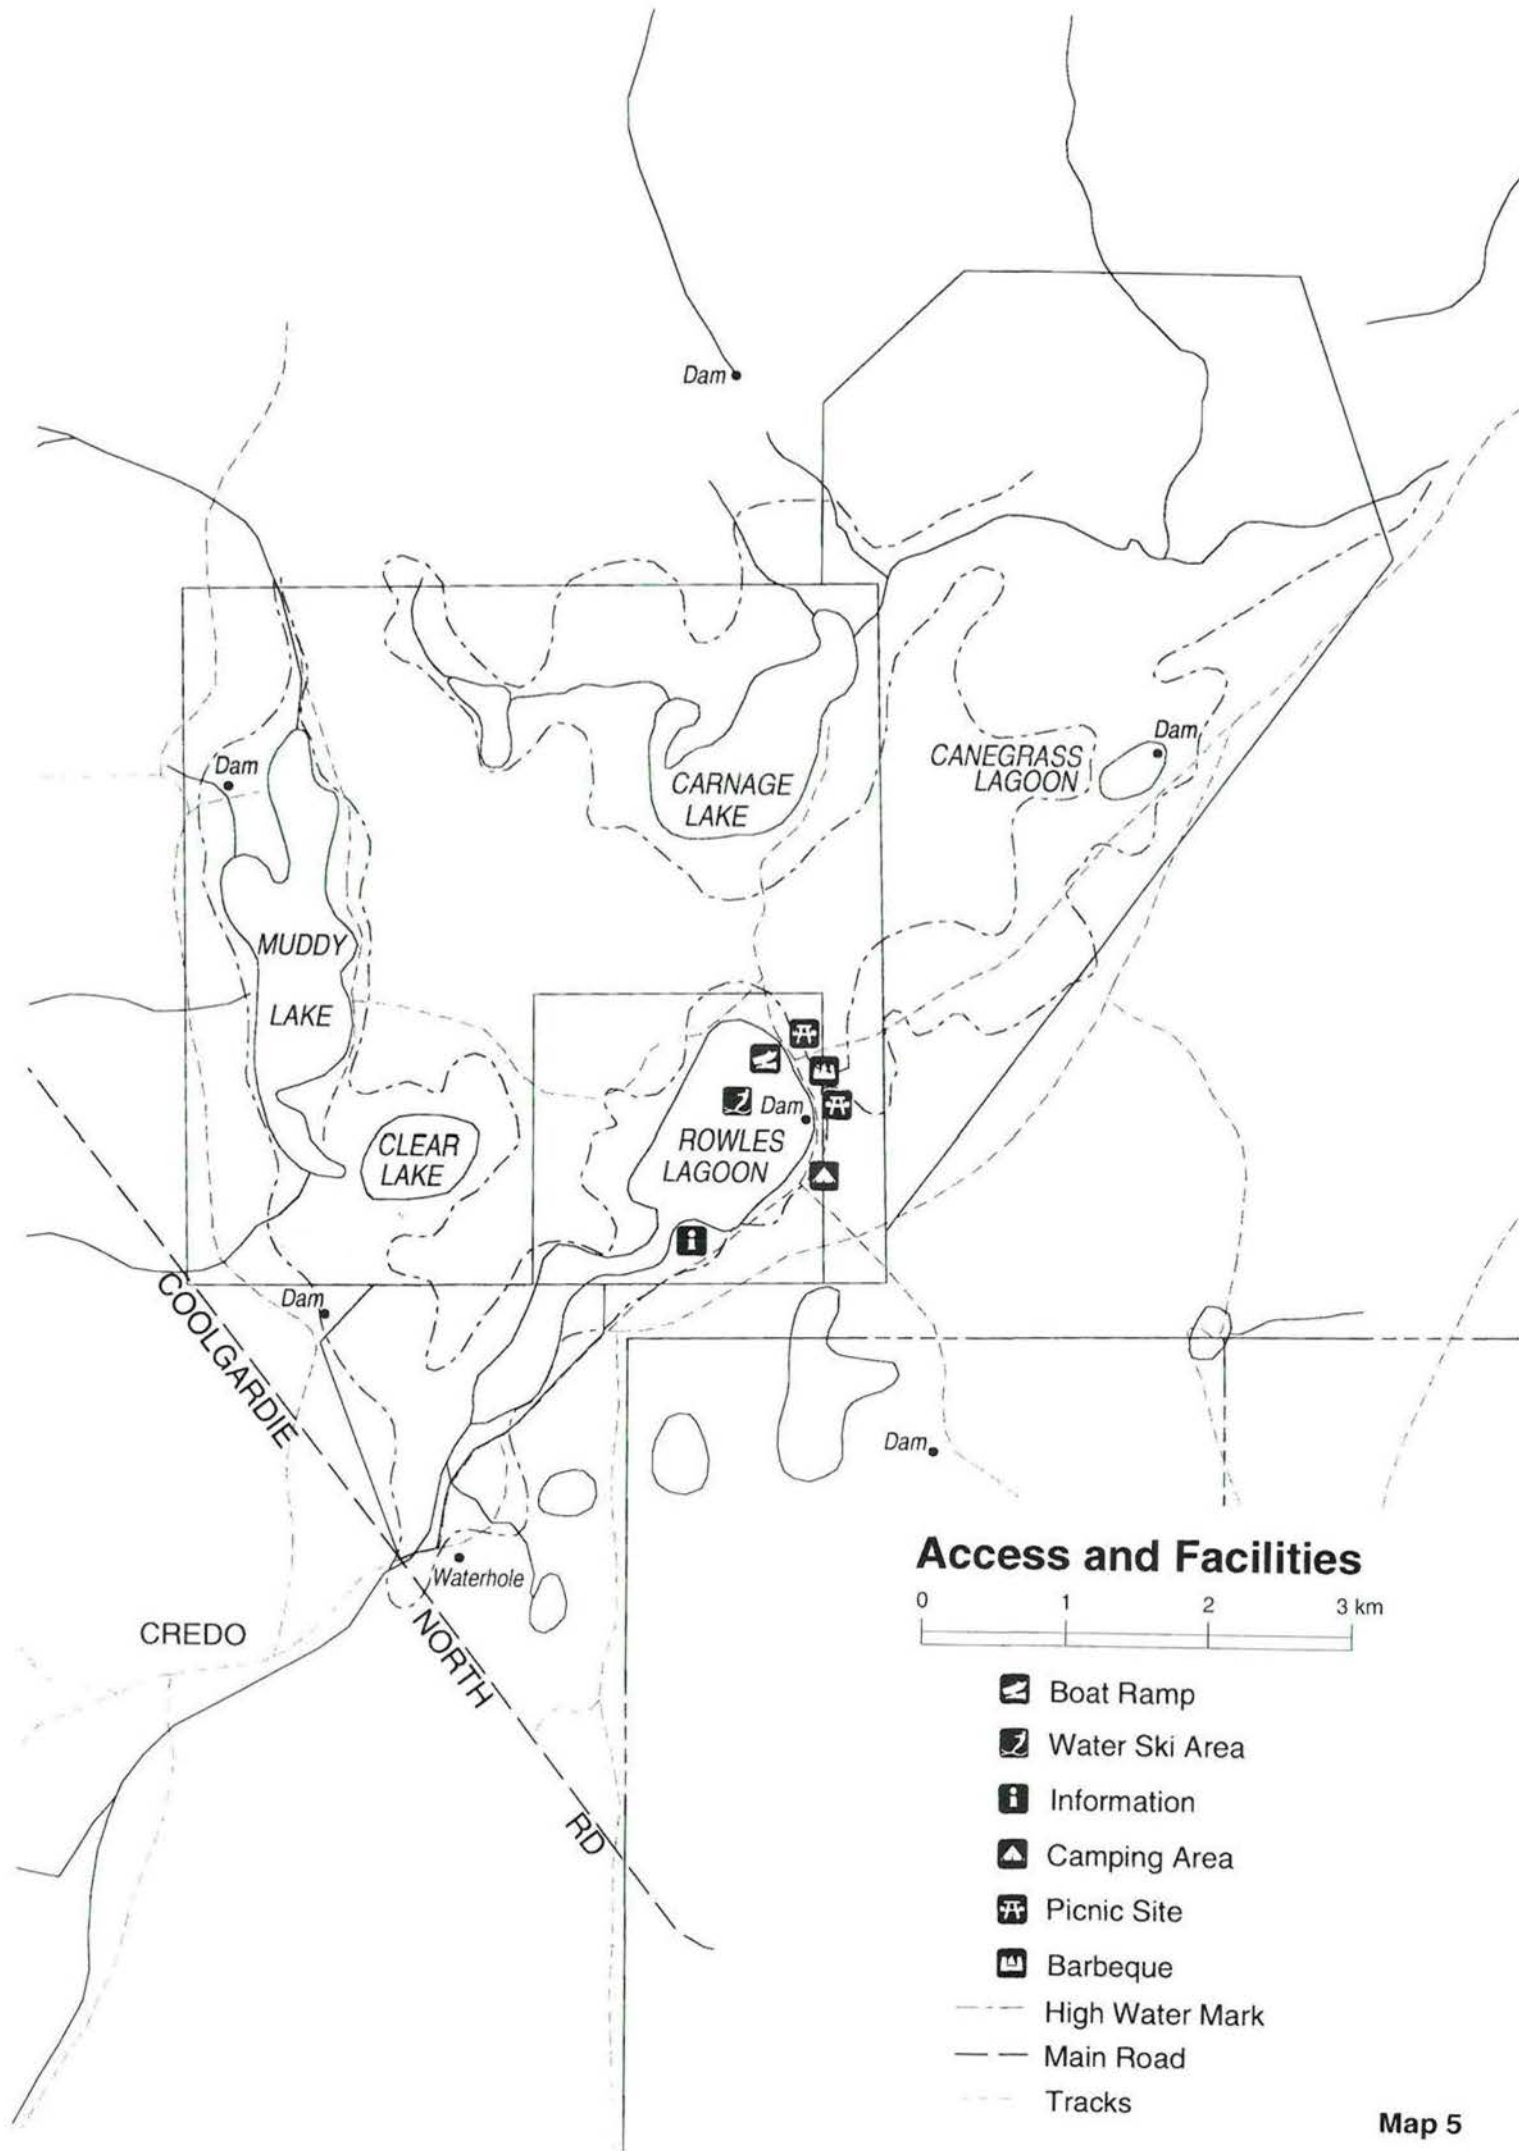 Dam
Dam
CANEGRASS
LAGOON
Dam
CARNAGE
LAKE
MUDDY
LAKE
Dam
ROWLES
LAGOON
CLEAR
LAKE
i
Dam
COOLGARDIE
Dam
Waterhole
CREDO
NORTH
RD
Access and Facilities
0 1 2 3 km
Boat Ramp
Water Ski Area
i Information
Camping Area
Picnic Site
Barbeque
High Water Mark
Main Road
Tracks
Map 5